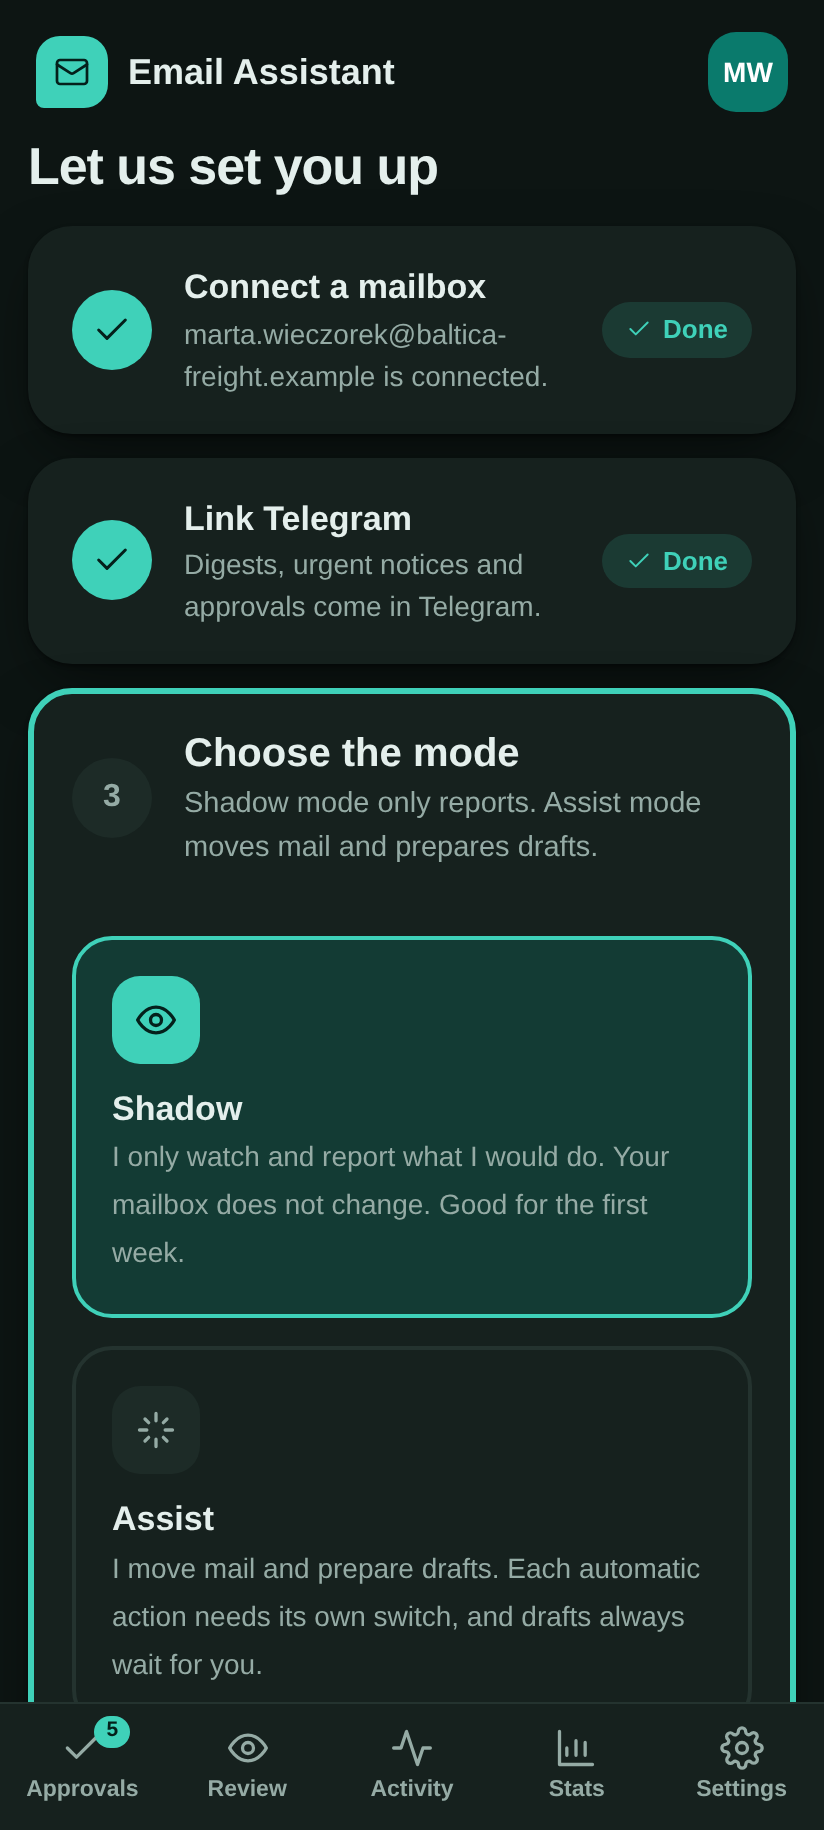 Email Assistant
MW
Let us set you up
Connect a mailbox
marta.wieczorek@baltica-
freight.example is connected.
Done
Link Telegram
Digests, urgent notices and
approvals come in Telegram.
Done
3
Choose the mode
Shadow mode only reports. Assist mode
moves mail and prepares drafts.
Shadow
I only watch and report what I would do. Your
mailbox does not change. Good for the first
week.
Assist
I move mail and prepare drafts. Each automatic
action needs its own switch, and drafts always
wait for you.
5
Approvals
Review
Activity
Stats
Settings